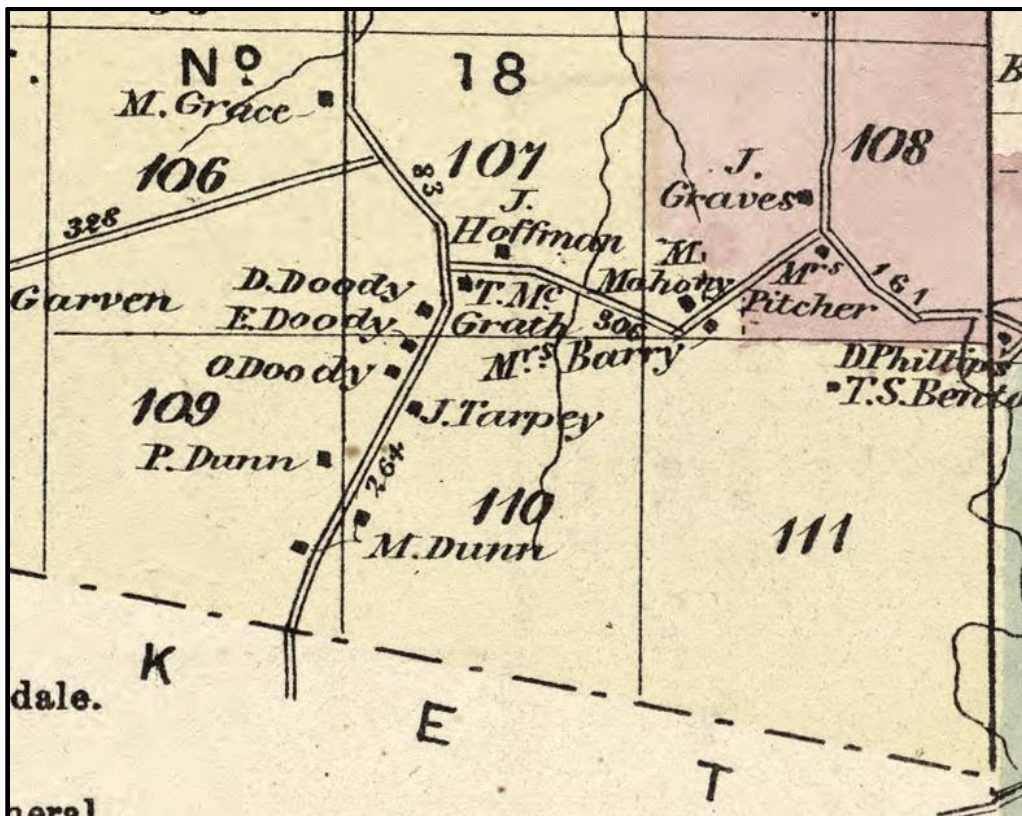 No 18
M. Grace
106
107
108
83
J.
Graves
328
J.
Hoffman
M.
Mahony
Mrs
Pitcher
161
Garven
D. Doody
E. Doody
O. Doody
T. Mc
Grath
306
Mrs Barry
D. Phillips
T. S. Bento
109
J. Tarpey
P. Dunn
264
110
111
M. Dunn
K
E
T
dale.
neral